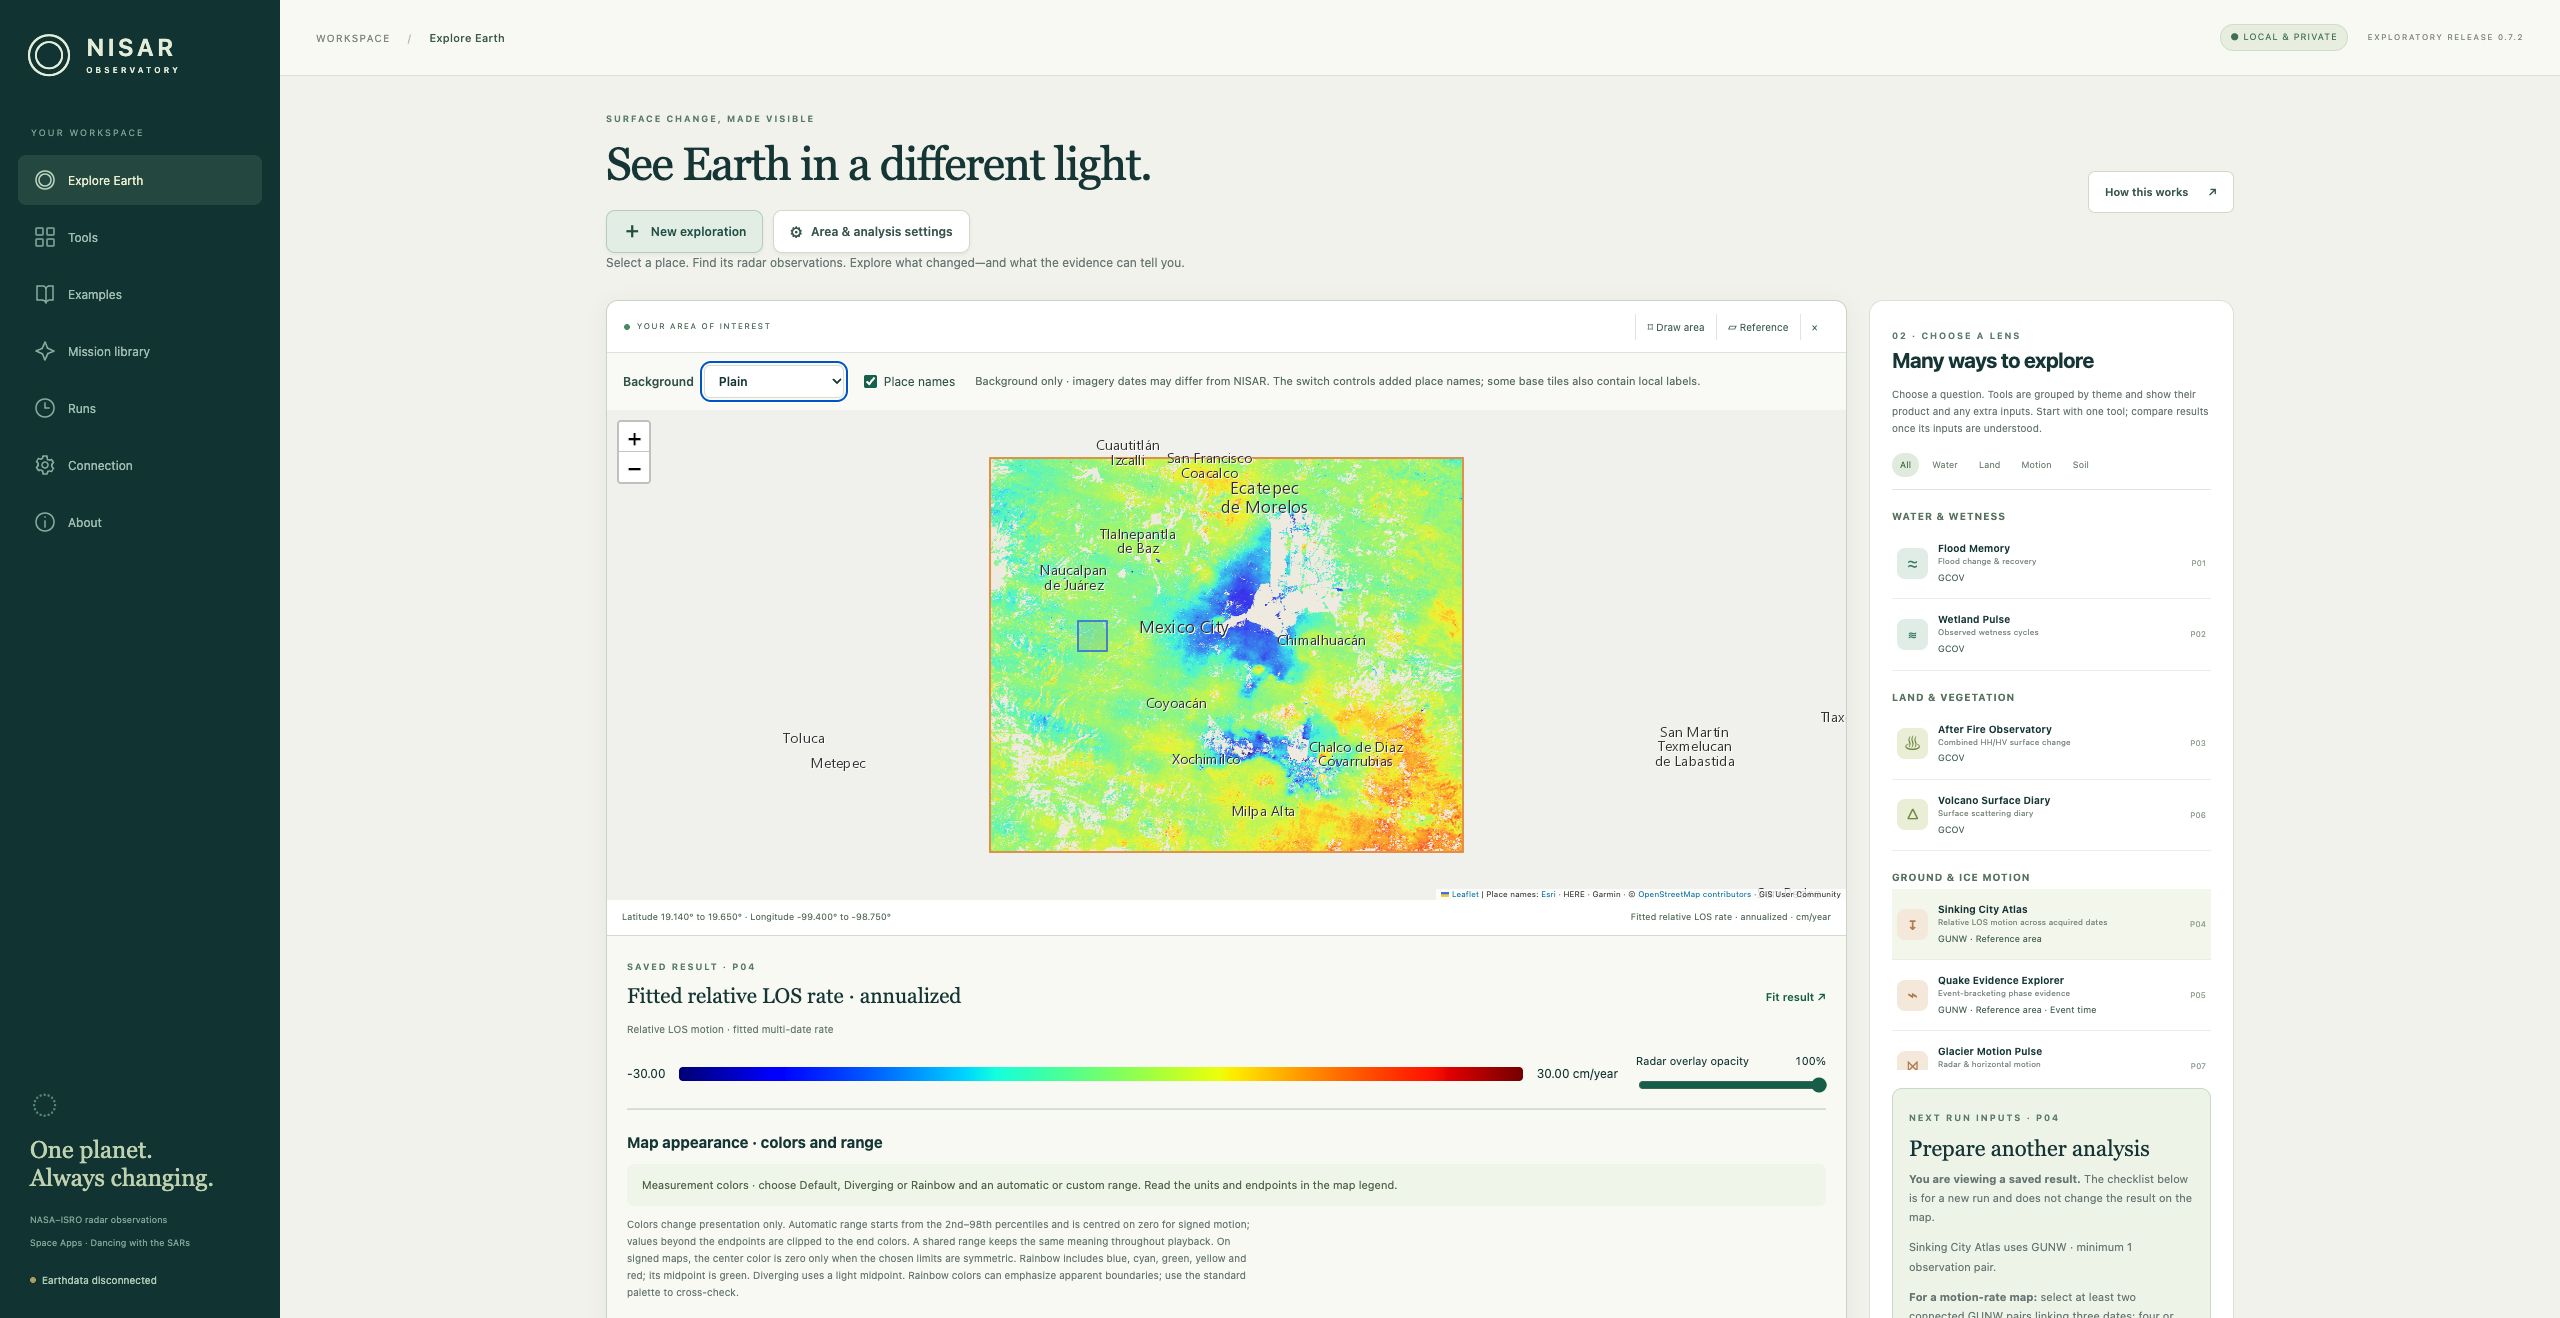 NISAR
OBSERVATORY
YOUR WORKSPACE
Explore Earth
Tools
Examples
Mission library
Runs
Connection
About
One planet.
Always changing.
NASA–ISRO radar observations
Space Apps · Dancing with the SARs
Earthdata disconnected
WORKSPACE / Explore Earth
LOCAL & PRIVATE
EXPLORATORY RELEASE 0.7.2
SURFACE CHANGE, MADE VISIBLE
See Earth in a different light.
How this works ↗
+ New exploration
⚙ Area & analysis settings
Select a place. Find its radar observations. Explore what changed—and what the evidence can tell you.
YOUR AREA OF INTEREST
Draw area
Reference
×
Background
Plain
Place names
Background only · imagery dates may differ from NISAR. The switch controls added place names; some base tiles also contain local labels.
+
−
Cuautitlán
Izcalli
San Francisco
Coacalco
Ecatepec
de Morelos
Tlalnepantla
de Baz
Naucalpan
de Juárez
Mexico City
Chimalhuacán
Coyoacán
Toluca
Metepec
Xochimilco
Chalco de Diaz
Covarrubias
Milpa Alta
San Martín
Texmelucan
de Labastida
Tlax
Leaflet | Place names: Esri · HERE · Garmin · © OpenStreetMap contributors · GIS User Community
Latitude 19.140° to 19.650° · Longitude -99.400° to -98.750°
Fitted relative LOS rate · annualized · cm/year
SAVED RESULT · P04
Fitted relative LOS rate · annualized
Fit result ↗
Relative LOS motion · fitted multi-date rate
-30.00
30.00 cm/year
Radar overlay opacity
100%
Map appearance · colors and range
Measurement colors · choose Default, Diverging or Rainbow and an automatic or custom range. Read the units and endpoints in the map legend.
Colors change presentation only. Automatic range starts from the 2nd–98th percentiles and is centred on zero for signed motion;
values beyond the endpoints are clipped to the end colors. A shared range keeps the same meaning throughout playback. On
signed maps, the center color is zero only when the chosen limits are symmetric. Rainbow includes blue, cyan, green, yellow and
red; its midpoint is green. Diverging uses a light midpoint. Rainbow colors can emphasize apparent boundaries; use the standard
palette to cross-check.
02 · CHOOSE A LENS
Many ways to explore
Choose a question. Tools are grouped by theme and show their
product and any extra inputs. Start with one tool; compare results
once its inputs are understood.
All
Water
Land
Motion
Soil
WATER & WETNESS
Flood Memory
Flood change & recovery
GCOV
P01
Wetland Pulse
Observed wetness cycles
GCOV
P02
LAND & VEGETATION
After Fire Observatory
Combined HH/HV surface change
GCOV
P03
Volcano Surface Diary
Surface scattering diary
GCOV
P06
GROUND & ICE MOTION
Sinking City Atlas
Relative LOS motion across acquired dates
GUNW · Reference area
P04
Quake Evidence Explorer
Event-bracketing phase evidence
GUNW · Reference area · Event time
P05
Glacier Motion Pulse
Radar & horizontal motion
P07
NEXT RUN INPUTS · P04
Prepare another analysis
You are viewing a saved result. The checklist below
is for a new run and does not change the result on the
map.
Sinking City Atlas uses GUNW · minimum 1
observation pair.
For a motion-rate map: select at least two
connected GUNW pairs linking three dates; four or